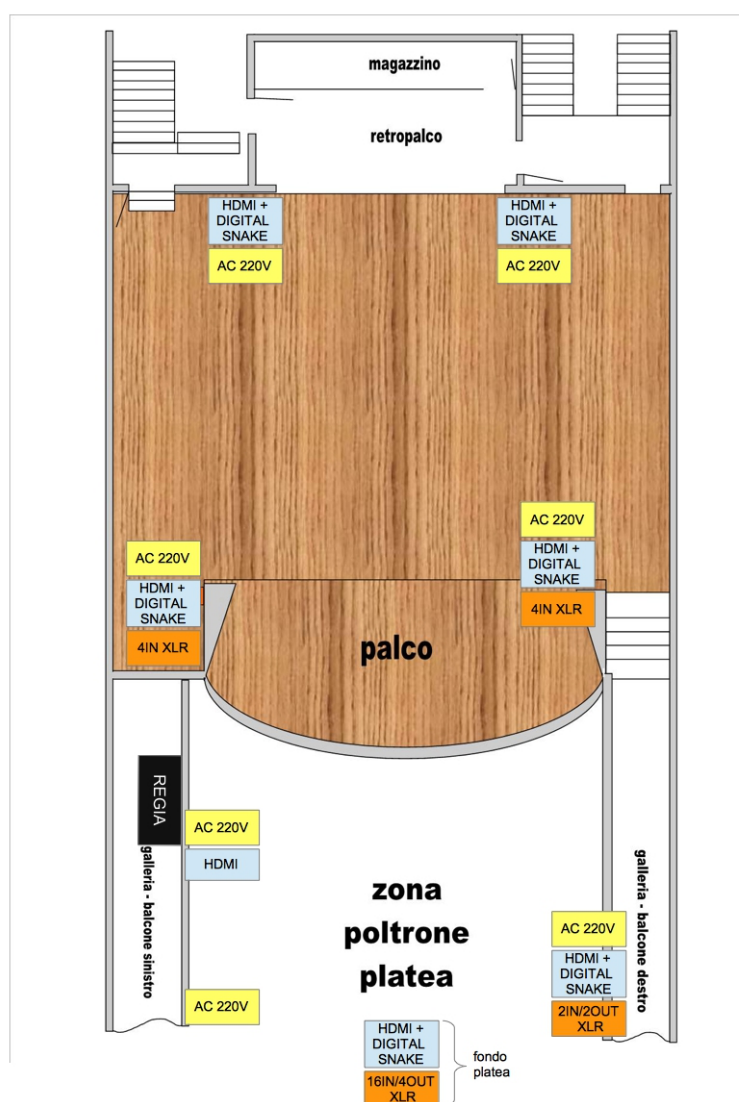 magazzino
retropalco
HDMI +
DIGITAL
SNAKE
AC 220V
HDMI +
DIGITAL
SNAKE
AC 220V
AC 220V
HDMI +
DIGITAL
SNAKE
4IN XLR
AC 220V
HDMI +
DIGITAL
SNAKE
4IN XLR
palco
REGIA
AC 220V
HDMI
galleria - balcone sinistro
AC 220V
zona
poltrone
platea
galleria - balcone destro
AC 220V
HDMI +
DIGITAL
SNAKE
2IN/2OUT
XLR
HDMI +
DIGITAL
SNAKE
16IN/4OUT
XLR
fondo
platea